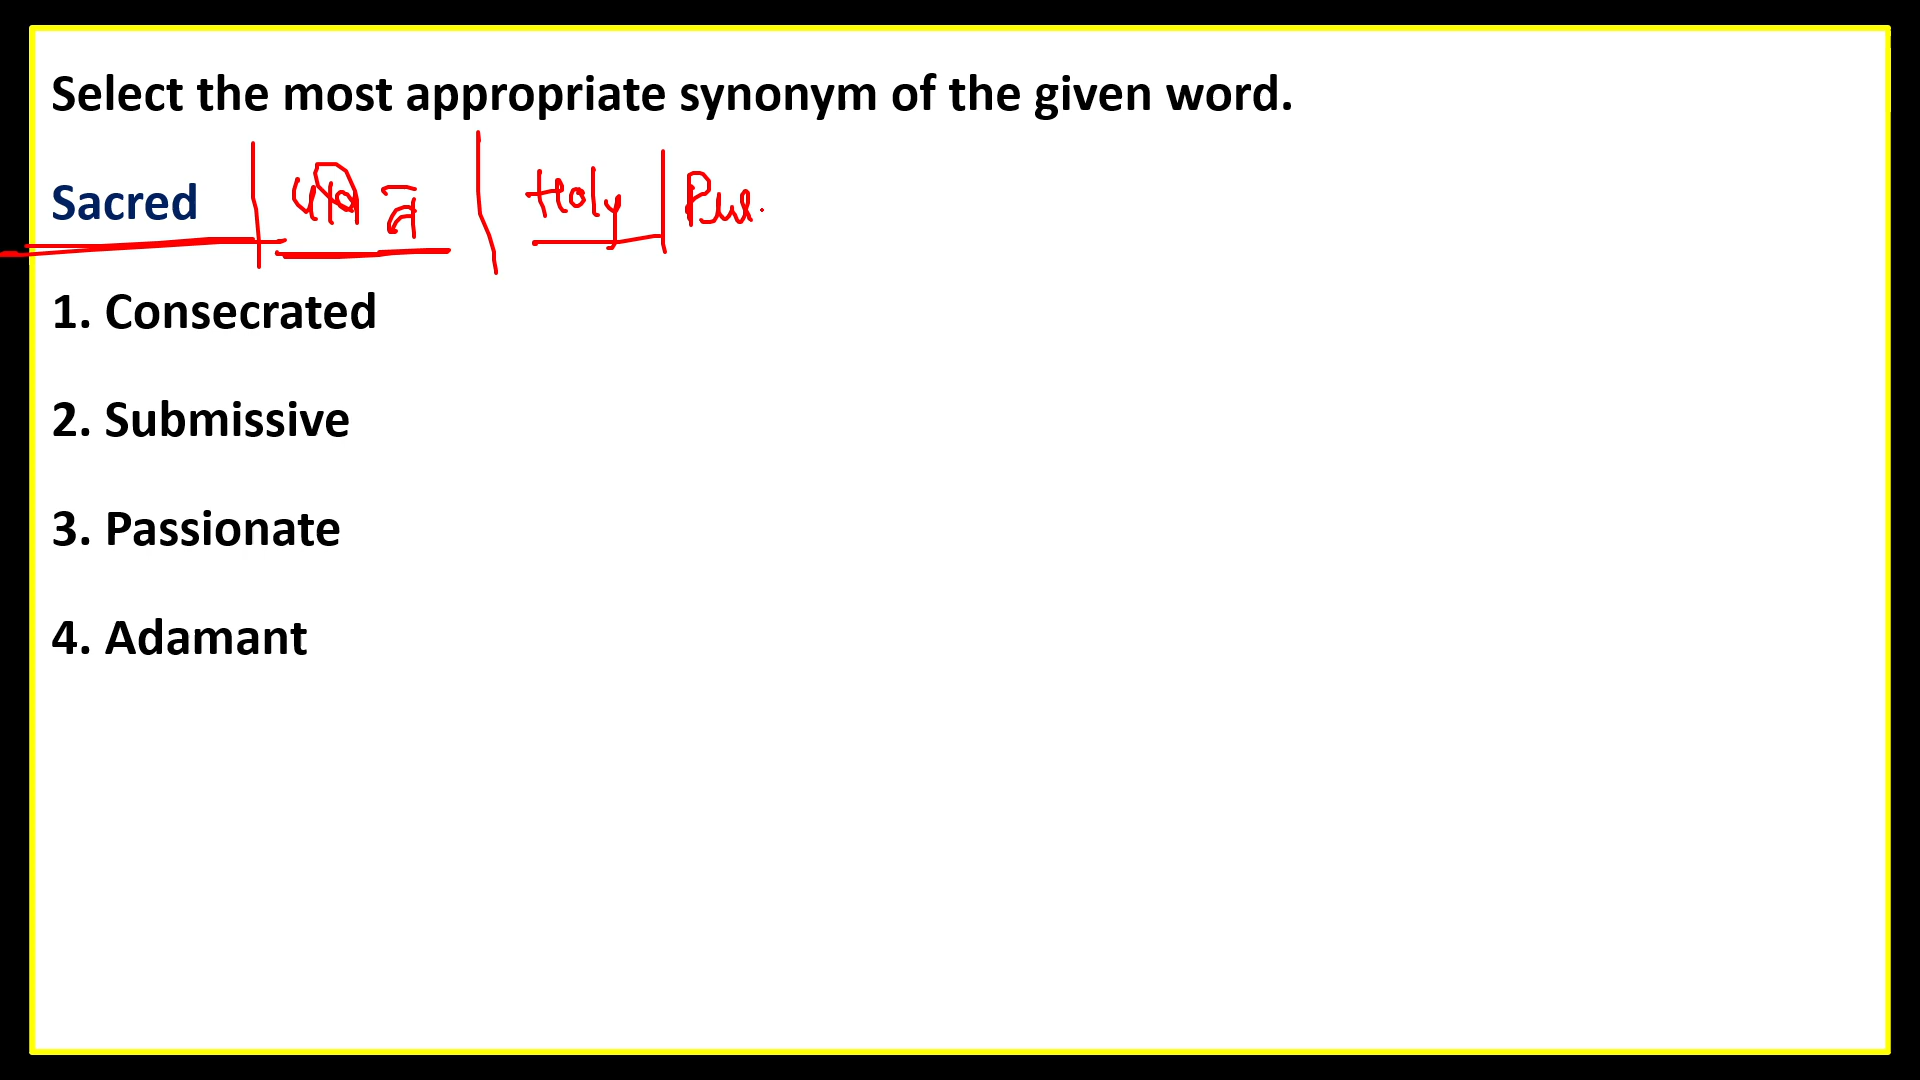 Select the most appropriate synonym of the given word.
Sacred | पवित्र | Holy | Pure
1. Consecrated
2. Submissive
3. Passionate
4. Adamant